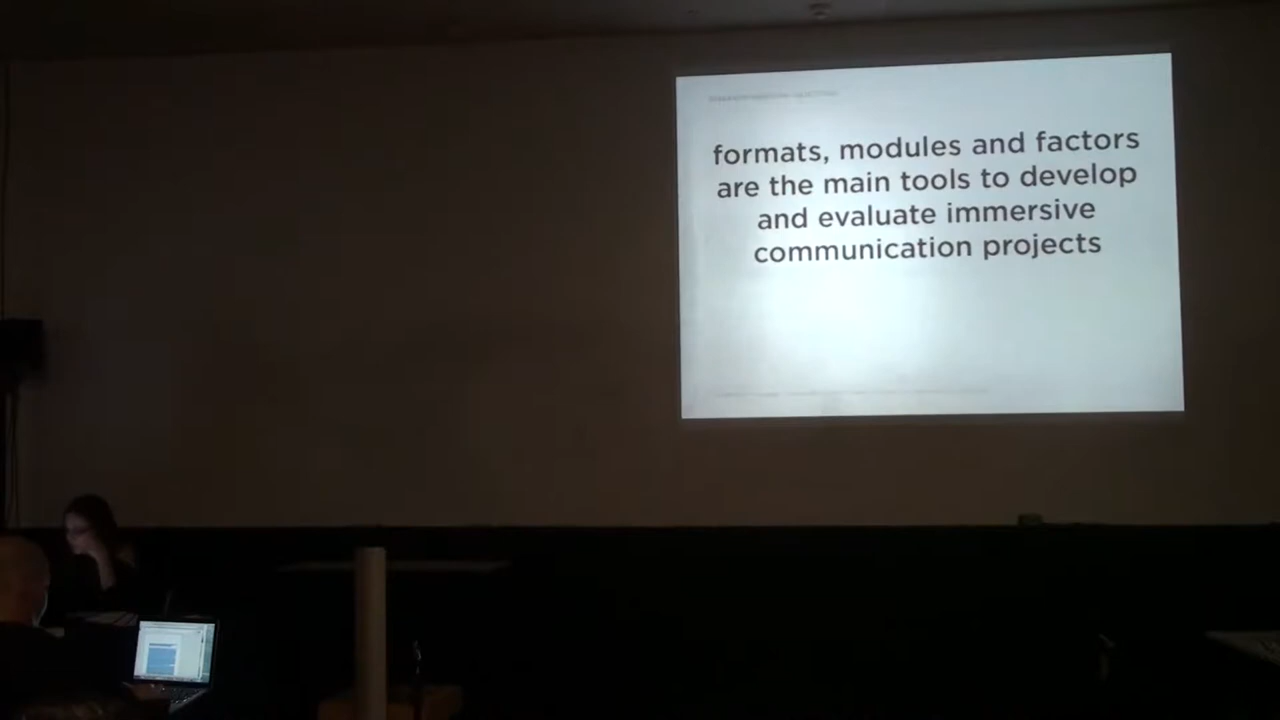 formats, modules and factors
are the main tools to develop
and evaluate immersive
communication projects